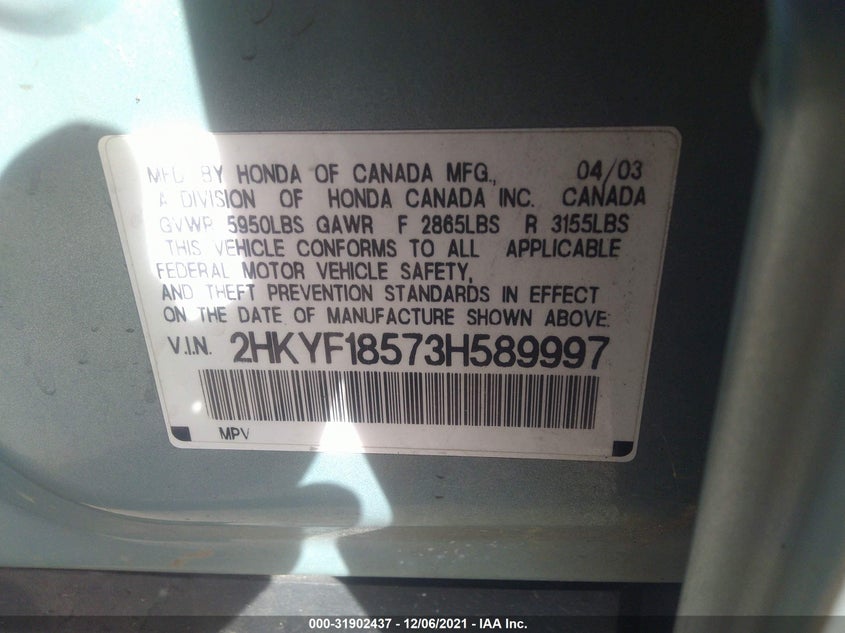 MFD BY HONDA OF CANADA MFG., 04/03
A DIVISION OF HONDA CANADA INC. CANADA
GVWR 5950LBS GAWR F 2865LBS R 3155LBS
THIS VEHICLE CONFORMS TO ALL APPLICABLE
FEDERAL MOTOR VEHICLE SAFETY,
AND THEFT PREVENTION STANDARDS IN EFFECT
ON THE DATE OF MANUFACTURE SHOWN ABOVE:
V.I.N. 2HKYF18573H589997
MPV
000-31902437 - 12/06/2021 - IAA Inc.